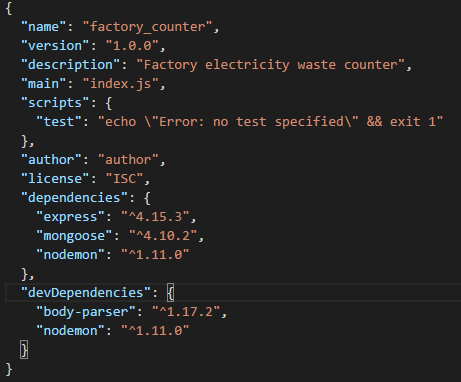 {
"name": "factory_counter",
"version": "1.0.0",
"description": "Factory electricity waste counter",
"main": "index.js",
"scripts": {
"test": "echo \"Error: no test specified\" && exit 1"
},
"author": "author",
"license": "ISC",
"dependencies": {
"express": "^4.15.3",
"mongoose": "^4.10.2",
"nodemon": "^1.11.0"
},
"devDependencies": {
"body-parser": "^1.17.2",
"nodemon": "^1.11.0"
}
}